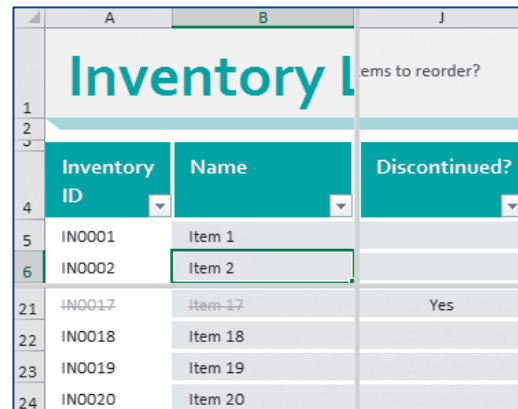 A B J
1 Inventory L ems to reorder?
2
3
4 Inventory ID Name Discontinued?
5 IN0001 Item 1
6 IN0002 Item 2
21 IN0017 Item 17 Yes
22 IN0018 Item 18
23 IN0019 Item 19
24 IN0020 Item 20